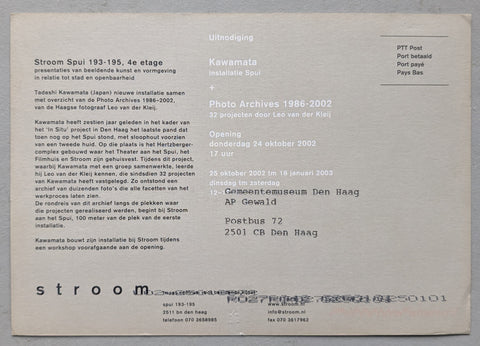 Uitnodiging
Stroom Spui 193-195, 4e etage
presentaties van beeldende kunst en vormgeving
in relatie tot stad en openbaarheid
Tadashi Kawamata (Japan) nieuwe installatie samen
met overzicht van de Photo Archives 1986-2002,
van de Haagse fotograaf Leo van der Kleij.
Kawamata heeft zestien jaar geleden in het kader van
het 'In Situ' project in Den Haag het laatste pand dat
toen nog op het Spui stond, met sloophout voorzien
van een tweede huid. Op die plaats is het Hertzberger-
complex gebouwd waar het Theater aan het Spui, het
Filmhuis en Stroom zijn gehuisvest. Tijdens dit project,
waarbij Kawamata met een groep samenwerkte, leerde
hij Leo van der Kleij kennen, die sindsdien 32 projecten
van Kawamata heeft vastgelegd. Zo ontstond een
archief van duizenden foto's die alle facetten van het
werkproces laten zien.
De rondreis van dit archief langs de plekken waar
die projecten gerealiseerd werden, begint bij Stroom
aan het Spui, 100 meter van de plek van de eerste
installatie.
Kawamata bouwt zijn installatie bij Stroom tijdens
een workshop voorafgaande aan de opening.
Kawamata
Installatie Spui
+
Photo Archives 1986-2002
32 projecten door Leo van der Kleij
Opening
donderdag 24 oktober 2002
17 uur
25 oktober 2002 tm 18 januari 2003
dinsdag tm zaterdag
PTT Post
Port betaald
Port payé
Pays Bas
Gemeentemuseum Den Haag
AP Gewald
Postbus 72
2501 CB Den Haag
stroom
spui 193-195
2511 bn den haag
telefoon 070 3658985
www.stroom.nl
info@stroom.nl
fax 070 3617962